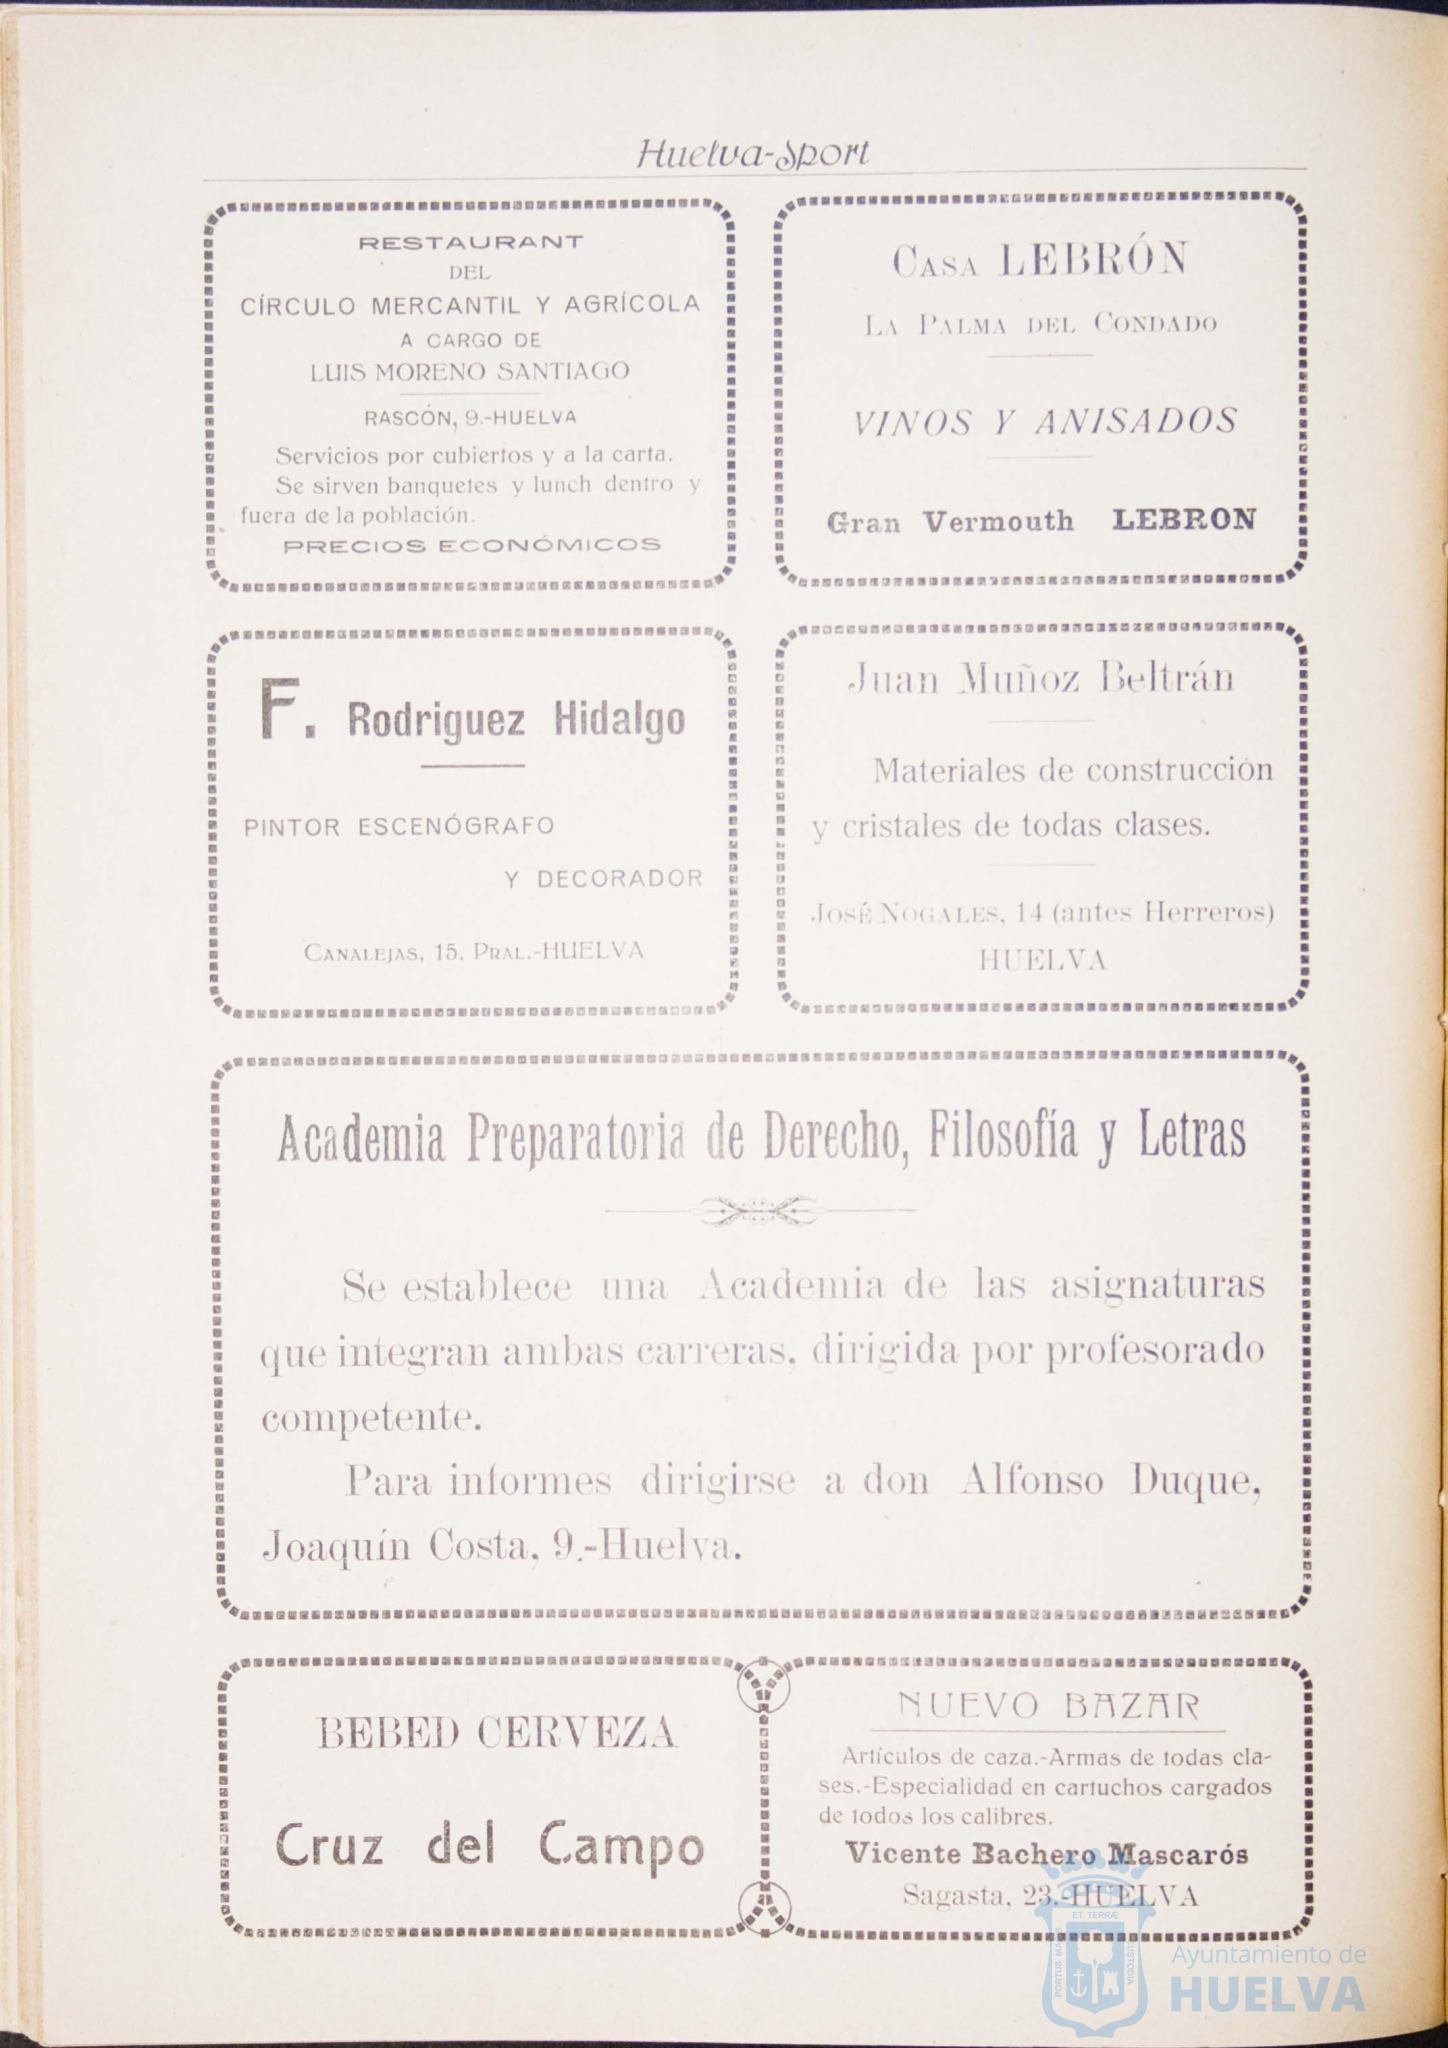 Huelva-Sport
RESTAURANT
DEL
CÍRCULO MERCANTIL Y AGRÍCOLA
A CARGO DE
LUIS MORENO SANTIAGO
RASCÓN, 9.-HUELVA
Servicios por cubiertos y a la carta.
Se sirven banquetes y lunch dentro y
fuera de la población.
PRECIOS ECONÓMICOS
CASA LEBRÓN
LA PALMA DEL CONDADO
VINOS Y ANISADOS
Gran Vermouth LEBRON
F. Rodriguez Hidalgo
PINTOR ESCENÓGRAFO
Y DECORADOR
CANALEJAS, 15, PRAL.-HUELVA
Juan Muñoz Beltrán
Materiales de construcción
y cristales de todas clases.
JOSÉ NOGALES, 14 (antes Herreros)
HUELVA
Academia Preparatoria de Derecho, Filosofía y Letras
Se establece una Academia de las asignaturas
que integran ambas carreras, dirigida por profesorado
competente.
Para informes dirigirse a don Alfonso Duque,
Joaquín Costa, 9.-Huelva.
BEBED CERVEZA
Cruz del Campo
NUEVO BAZAR
Artículos de caza.-Armas de todas cla-
ses.-Especialidad en cartuchos cargados
de todos los calibres.
Vicente Bachero Mascarós
Sagasta, 23.-HUELVA
PORTUS MARIS
ET TERRÆ
CUSTODIA
Ayuntamiento de
HUELVA